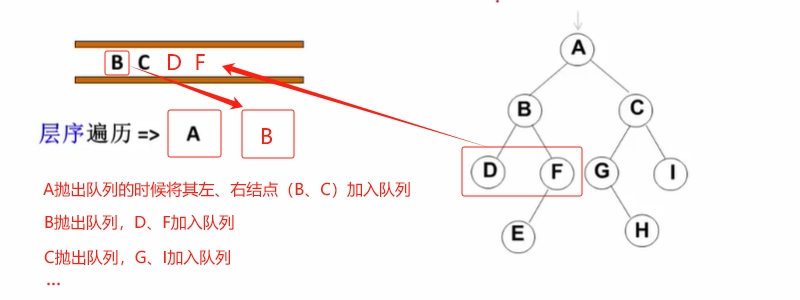 B C D F
层序遍历 => A B
A抛出队列的时候将其左、右结点（B、C）加入队列
B抛出队列，D、F加入队列
C抛出队列，G、I加入队列
...
A
B C
D F G I
E H